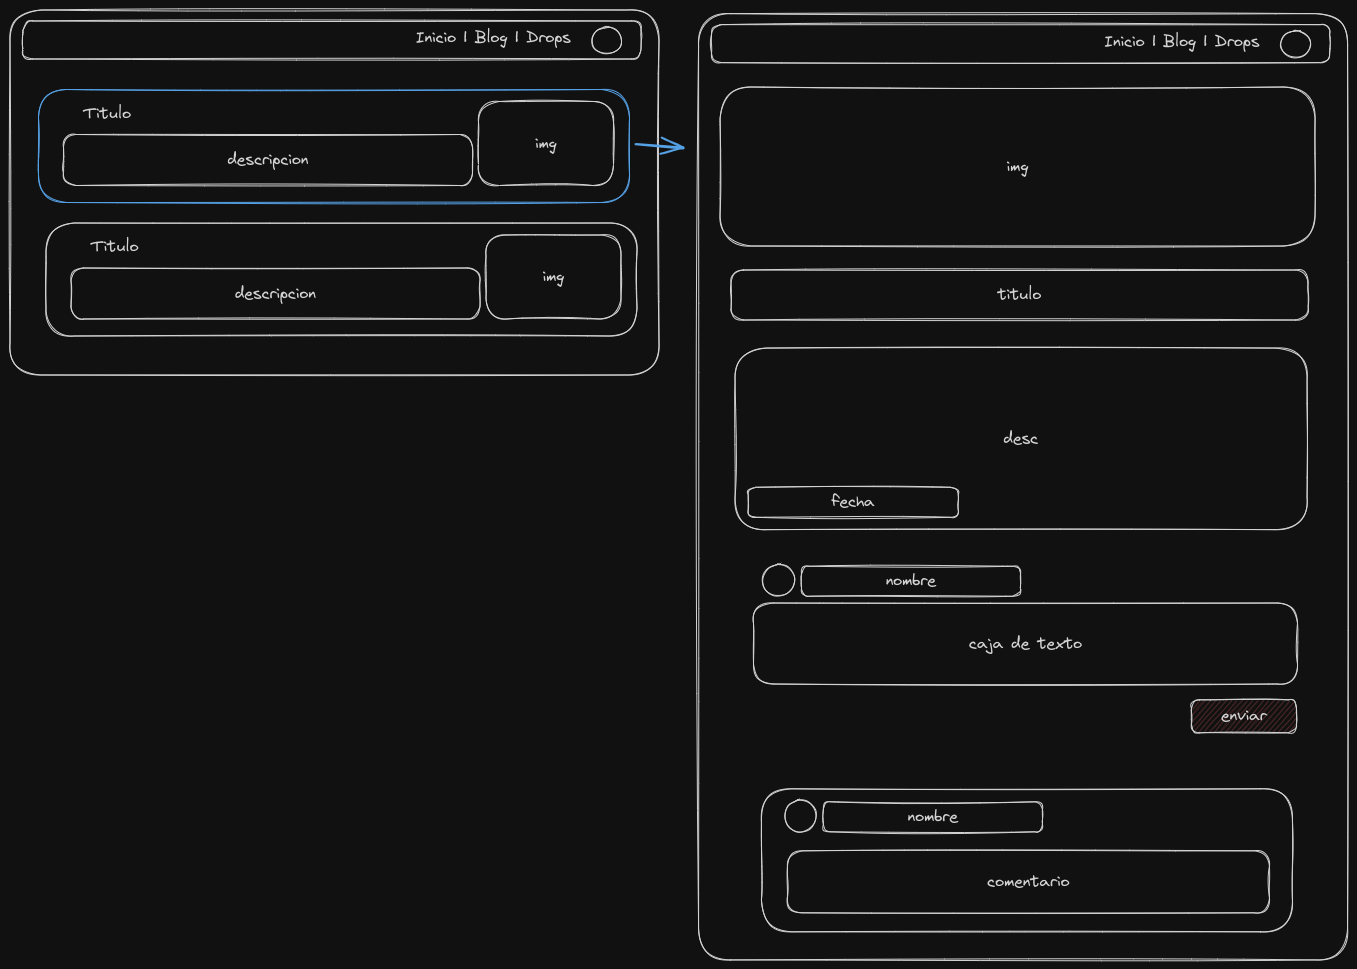 Inicio | Blog | Drops
Titulo
descripcion
img
Titulo
descripcion
img
Inicio | Blog | Drops
img
titulo
desc
fecha
nombre
caja de texto
enviar
nombre
comentario